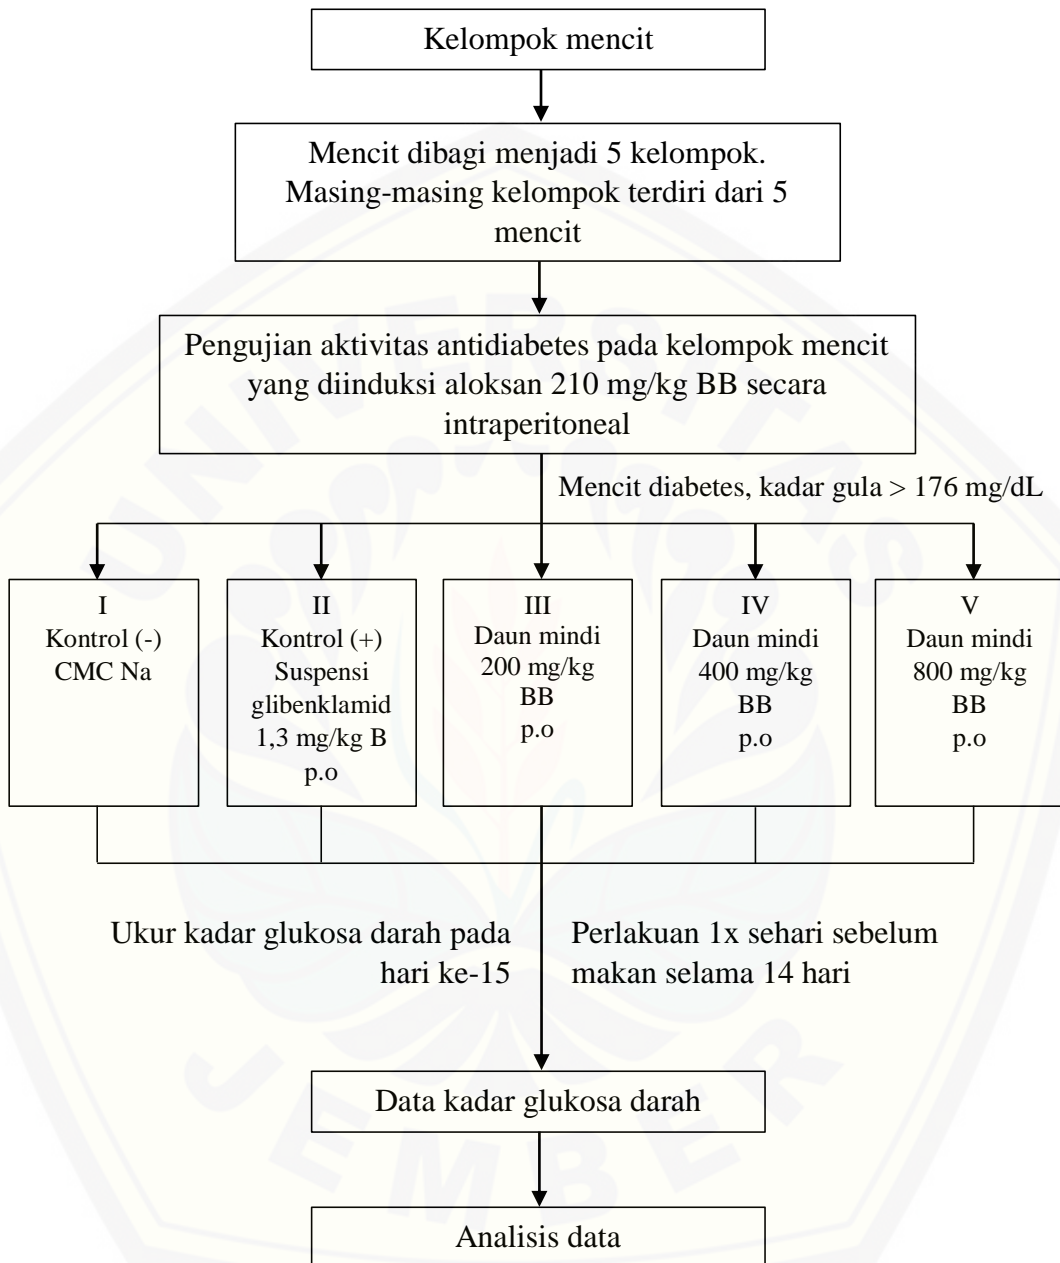 Kelompok mencit
Mencit dibagi menjadi 5 kelompok.
Masing-masing kelompok terdiri dari 5
mencit
Pengujian aktivitas antidiabetes pada kelompok mencit
yang diinduksi aloksan 210 mg/kg BB secara
intraperitoneal
Mencit diabetes, kadar gula > 176 mg/dL
I
Kontrol (-)
CMC Na
II
Kontrol (+)
Suspensi
glibenklamid
1,3 mg/kg B
p.o
III
Daun mindi
200 mg/kg
BB
p.o
IV
Daun mindi
400 mg/kg
BB
p.o
V
Daun mindi
800 mg/kg
BB
p.o
Ukur kadar glukosa darah pada
hari ke-15
Perlakuan 1x sehari sebelum
makan selama 14 hari
Data kadar glukosa darah
Analisis data
UNIVERSITAS
JEMBER